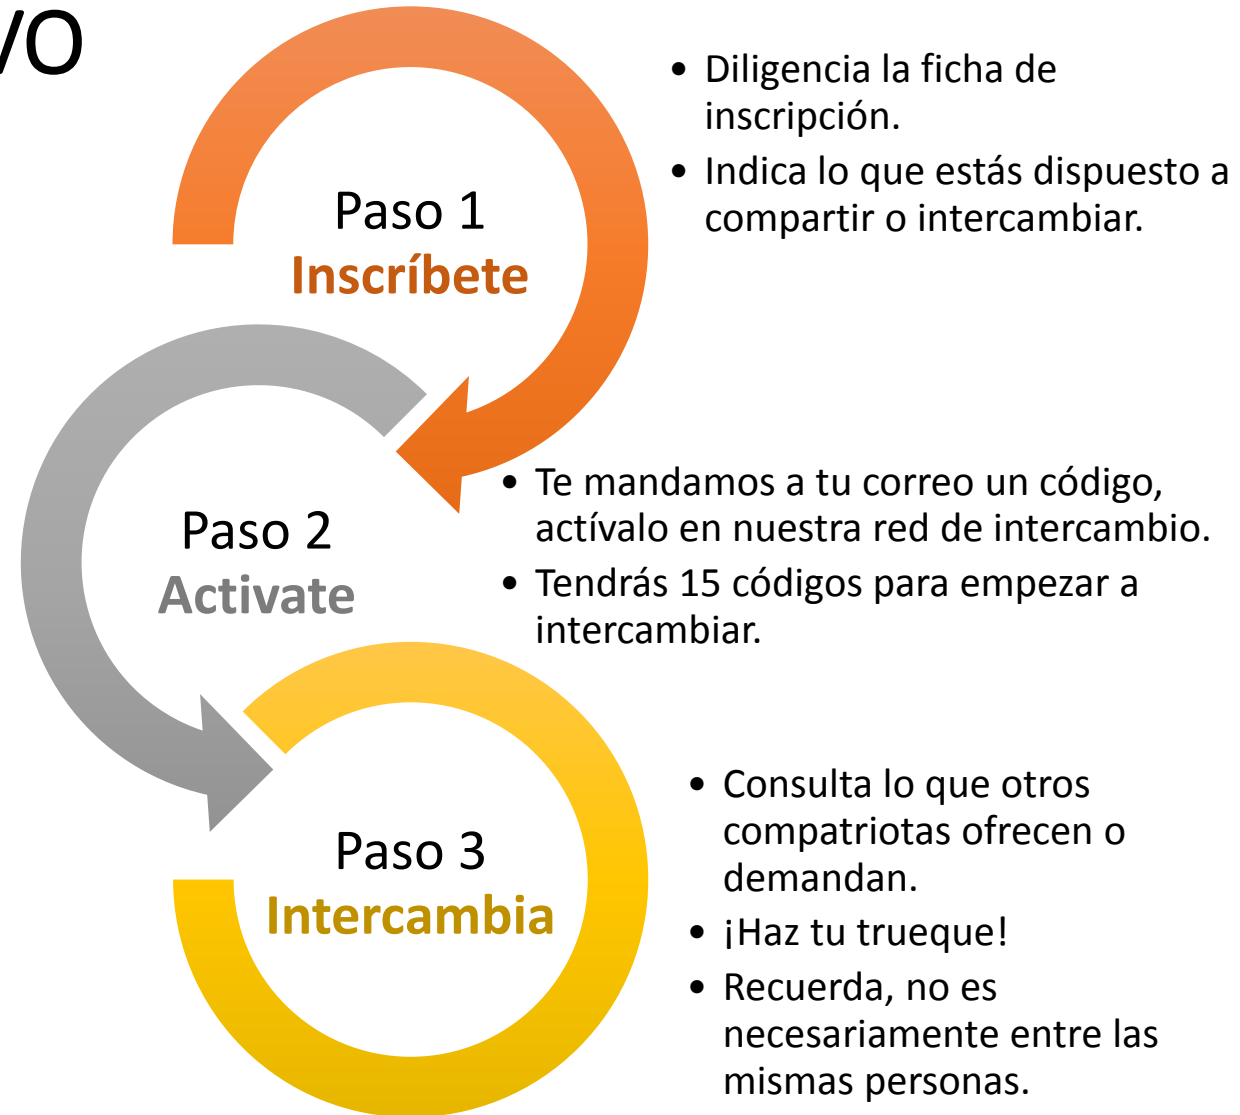 VO
Paso 1
Inscríbete
• Diligencia la ficha de
inscripción.
• Indica lo que estás dispuesto a
compartir o intercambiar.
Paso 2
Activate
• Te mandamos a tu correo un código,
actívalo en nuestra red de intercambio.
• Tendrás 15 códigos para empezar a
intercambiar.
Paso 3
Intercambia
• Consulta lo que otros
compatriotas ofrecen o
demandan.
• ¡Haz tu trueque!
• Recuerda, no es
necesariamente entre las
mismas personas.